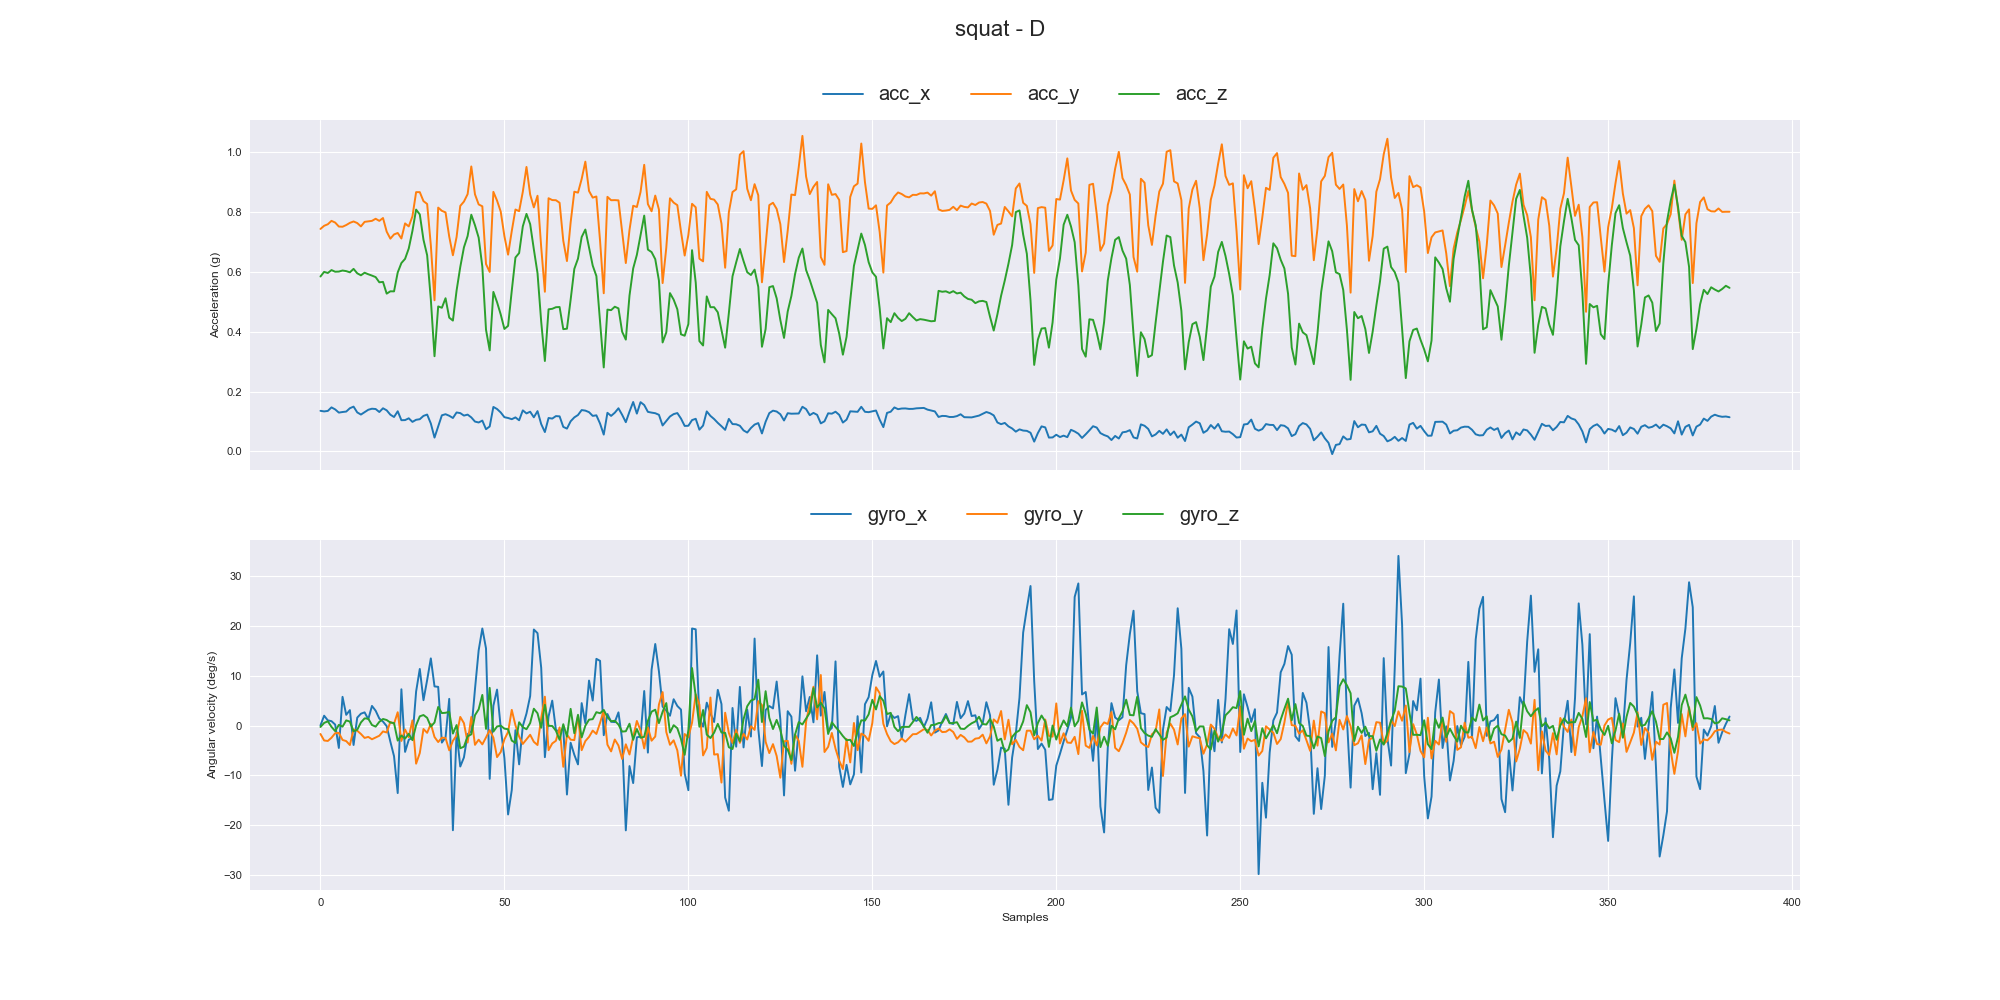 squat - D
acc_x acc_y acc_z
1.0
0.8
0.6
0.4
0.2
0.0
Acceleration (g)
gyro_x gyro_y gyro_z
30
20
10
0
−10
−20
−30
Angular velocity (deg/s)
0 50 100 150 200 250 300 350 400
Samples